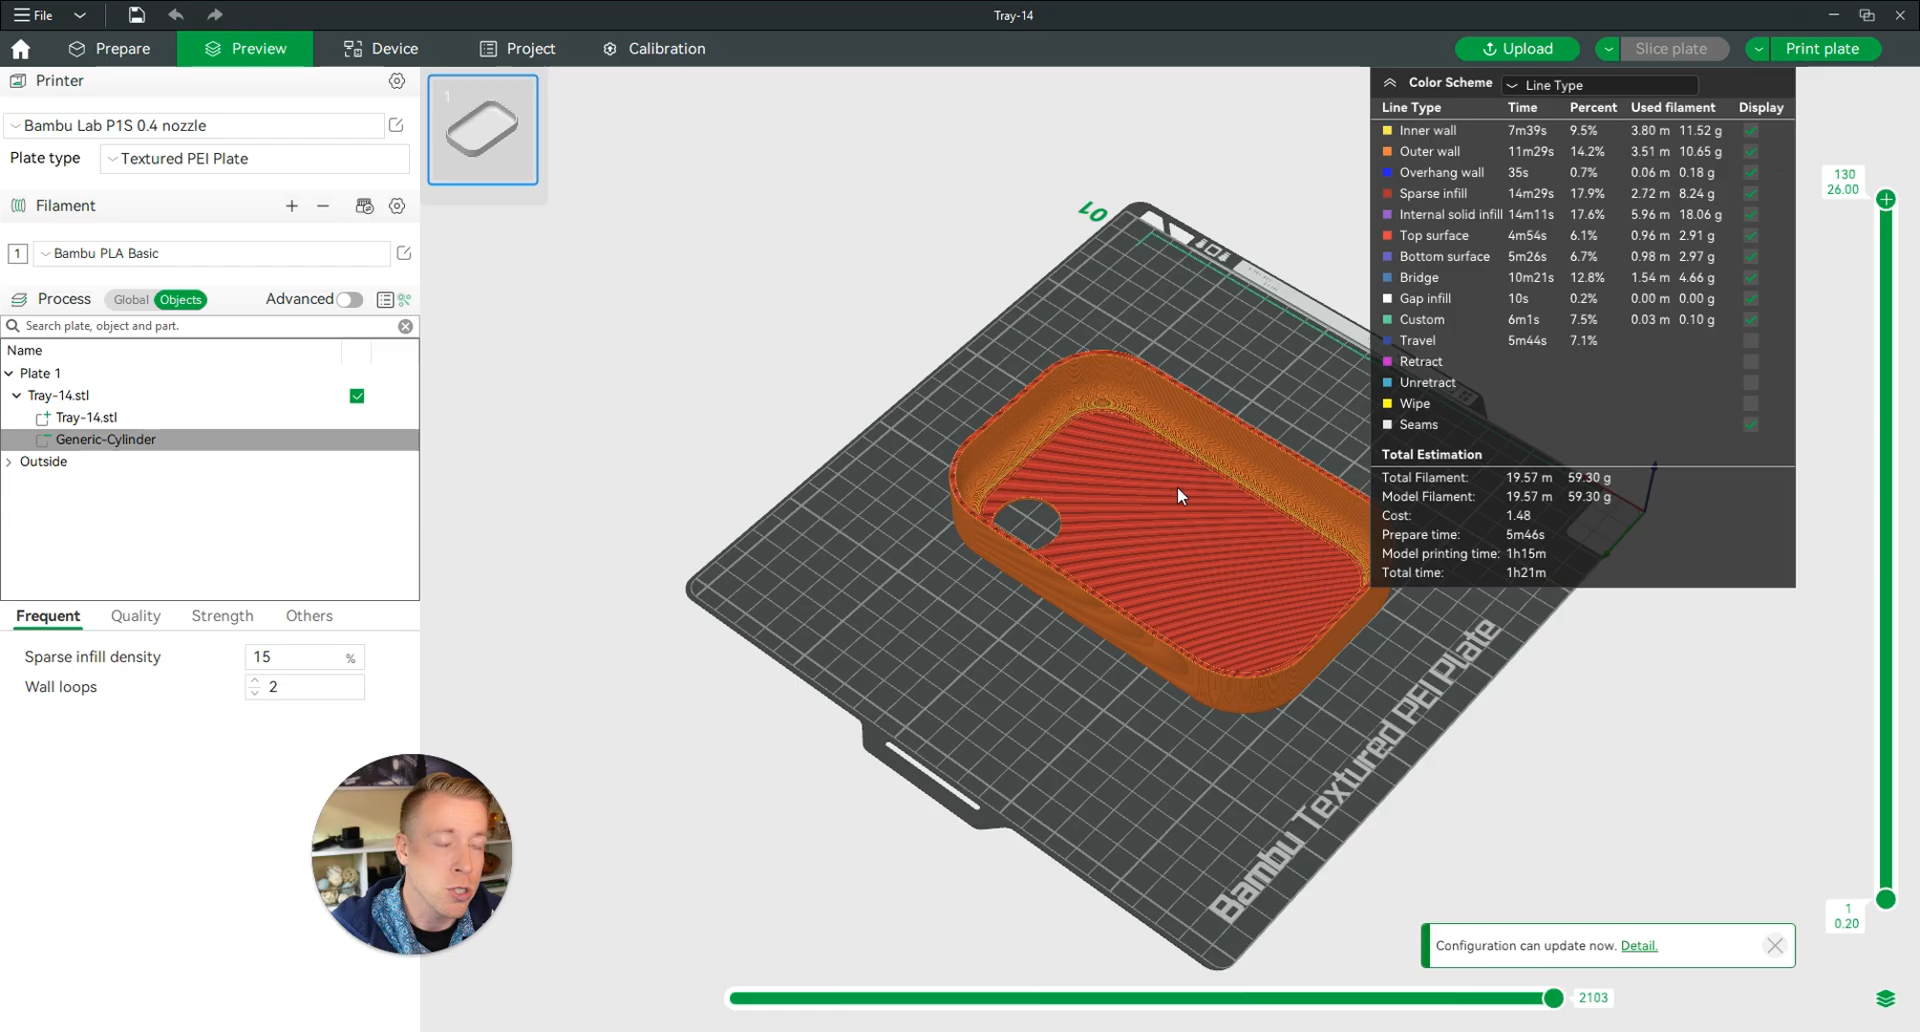 File
Tray-14
Prepare
Preview
Device
Project
Calibration
Upload
Slice plate
Print plate
Printer
Bambu Lab P1S 0.4 nozzle
Plate type
Textured PEI Plate
Filament
1
Bambu PLA Basic
Process
Global
Objects
Advanced
Search plate, object and part.
Name
Plate 1
Tray-14.stl
Tray-14.stl
Generic-Cylinder
Outside
Frequent
Quality
Strength
Others
Sparse infill density
15 %
Wall loops
2
1
01
Bambu Textured PEI Plate
Color Scheme
Line Type
Line Type Time Percent Used filament Display
Inner wall 7m39s 9.5% 3.80 m 11.52 g
Outer wall 11m29s 14.2% 3.51 m 10.65 g
Overhang wall 35s 0.7% 0.06 m 0.18 g
Sparse infill 14m29s 17.9% 2.72 m 8.24 g
Internal solid infill 14m11s 17.6% 5.96 m 18.06 g
Top surface 4m54s 6.1% 0.96 m 2.91 g
Bottom surface 5m26s 6.7% 0.98 m 2.97 g
Bridge 10m21s 12.8% 1.54 m 4.66 g
Gap infill 10s 0.2% 0.00 m 0.00 g
Custom 6m1s 7.5% 0.03 m 0.10 g
Travel 5m44s 7.1%
Retract
Unretract
Wipe
Seams
Total Estimation
Total Filament: 19.57 m 59.30 g
Model Filament: 19.57 m 59.30 g
Cost: 1.48
Prepare time: 5m46s
Model printing time: 1h15m
Total time: 1h21m
130
26.00
1
0.20
Configuration can update now. Detail.
2103